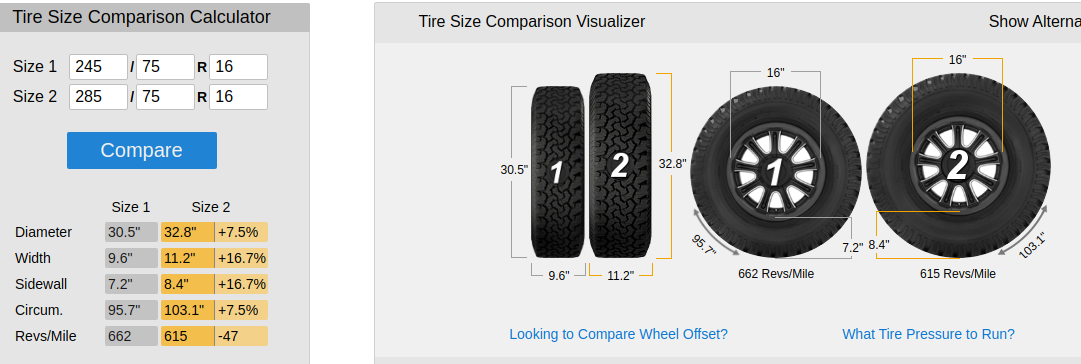 Tire Size Comparison Calculator
Size 1 245 / 75 R 16
Size 2 285 / 75 R 16
Compare
Size 1 Size 2
Diameter 30.5" 32.8" +7.5%
Width 9.6" 11.2" +16.7%
Sidewall 7.2" 8.4" +16.7%
Circum. 95.7" 103.1" +7.5%
Revs/Mile 662 615 -47
Tire Size Comparison Visualizer Show Alterna
16" 16"
30.5" 1 2 32.8" 1 2
95.7" 7.2" 8.4" 103.1"
9.6" 11.2" 662 Revs/Mile 615 Revs/Mile
Looking to Compare Wheel Offset? What Tire Pressure to Run?